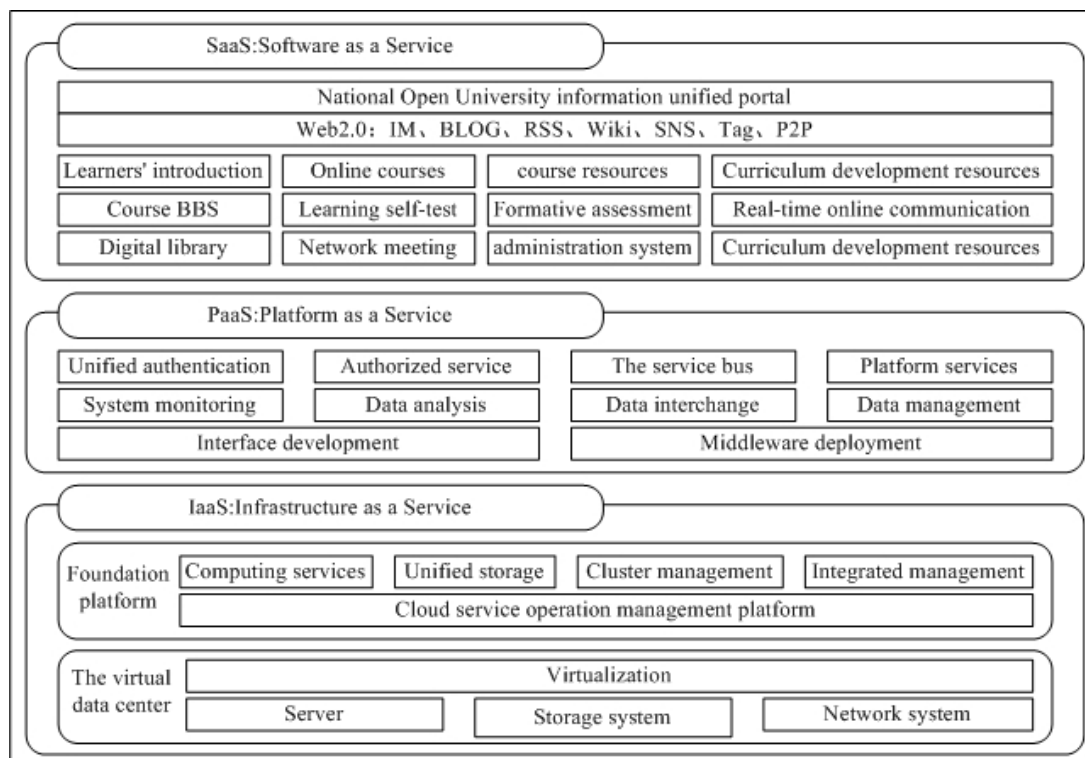 SaaS:Software as a Service
National Open University information unified portal
Web2.0：IM、BLOG、RSS、Wiki、SNS、Tag、P2P
Learners' introduction Online courses course resources Curriculum development resources
Course BBS Learning self-test Formative assessment Real-time online communication
Digital library Network meeting administration system Curriculum development resources
PaaS:Platform as a Service
Unified authentication Authorized service The service bus Platform services
System monitoring Data analysis Data interchange Data management
Interface development Middleware deployment
IaaS:Infrastructure as a Service
Foundation platform
Computing services Unified storage Cluster management Integrated management
Cloud service operation management platform
The virtual data center
Virtualization
Server Storage system Network system